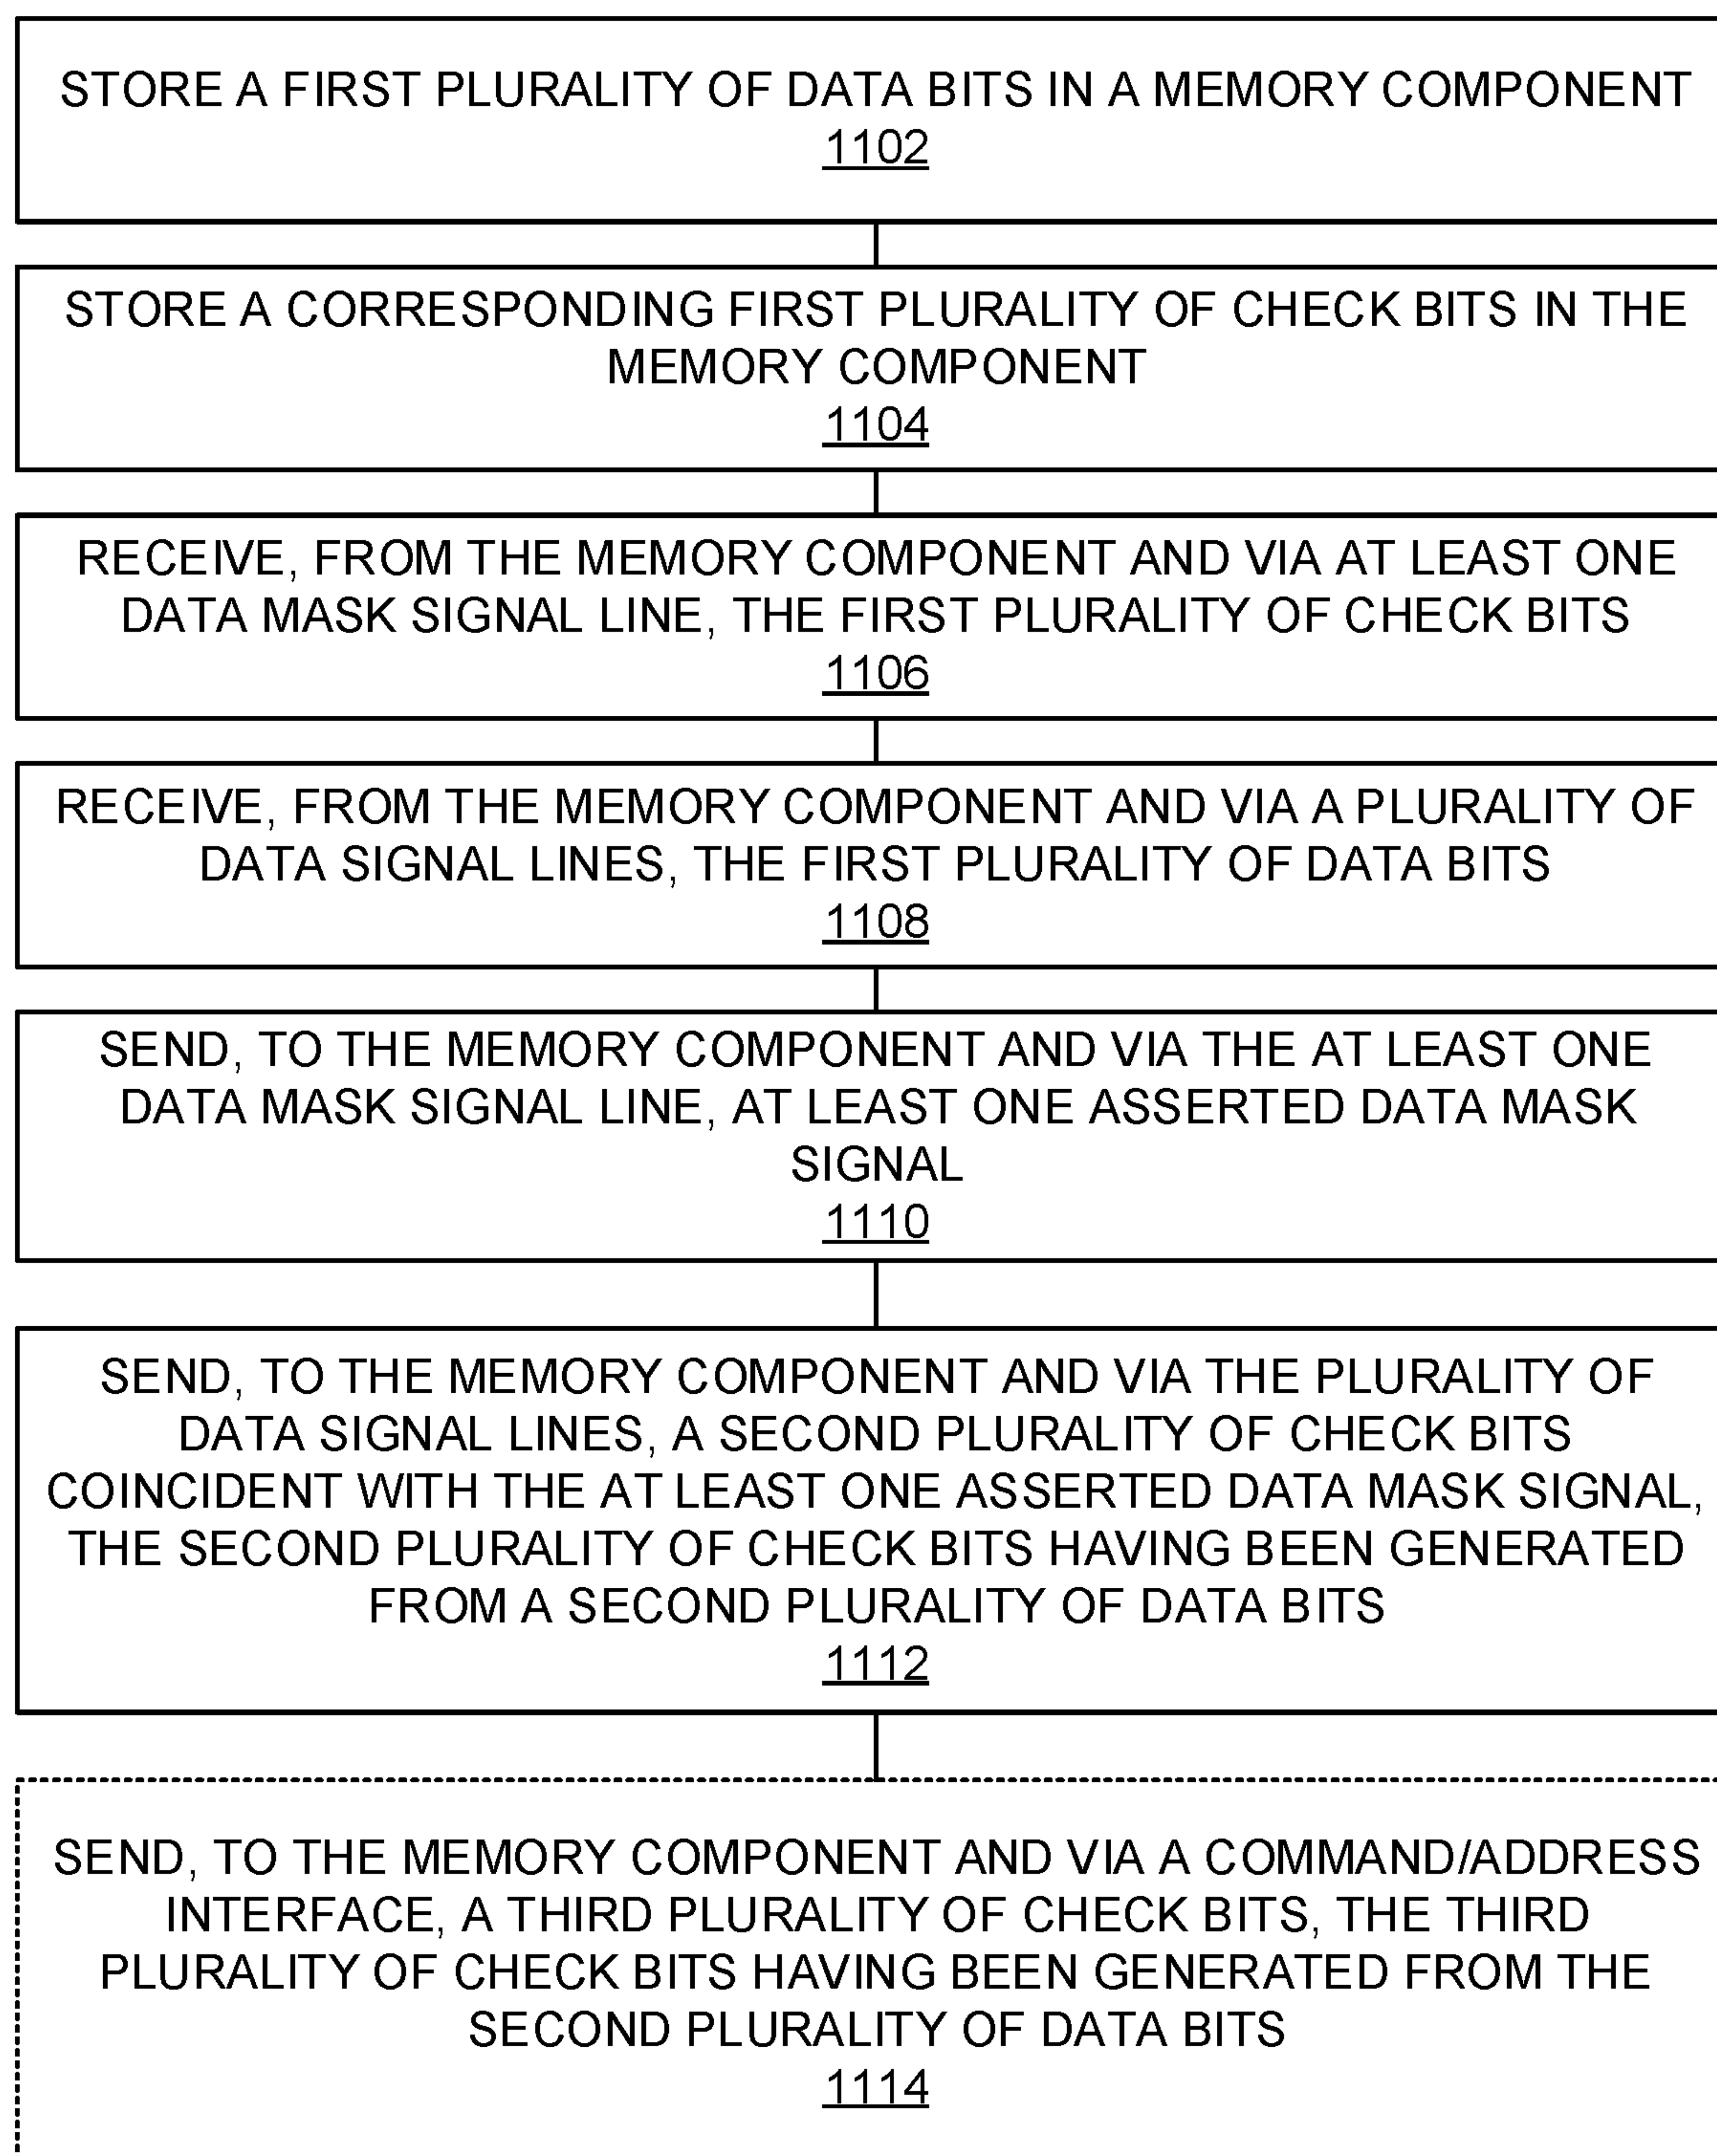 STORE A FIRST PLURALITY OF DATA BITS IN A MEMORY COMPONENT
1102
STORE A CORRESPONDING FIRST PLURALITY OF CHECK BITS IN THE
MEMORY COMPONENT
1104
RECEIVE, FROM THE MEMORY COMPONENT AND VIA AT LEAST ONE
DATA MASK SIGNAL LINE, THE FIRST PLURALITY OF CHECK BITS
1106
RECEIVE, FROM THE MEMORY COMPONENT AND VIA A PLURALITY OF
DATA SIGNAL LINES, THE FIRST PLURALITY OF DATA BITS
1108
SEND, TO THE MEMORY COMPONENT AND VIA THE AT LEAST ONE
DATA MASK SIGNAL LINE, AT LEAST ONE ASSERTED DATA MASK
SIGNAL
1110
SEND, TO THE MEMORY COMPONENT AND VIA THE PLURALITY OF
DATA SIGNAL LINES, A SECOND PLURALITY OF CHECK BITS
COINCIDENT WITH THE AT LEAST ONE ASSERTED DATA MASK SIGNAL,
THE SECOND PLURALITY OF CHECK BITS HAVING BEEN GENERATED
FROM A SECOND PLURALITY OF DATA BITS
1112
SEND, TO THE MEMORY COMPONENT AND VIA A COMMAND/ADDRESS
INTERFACE, A THIRD PLURALITY OF CHECK BITS, THE THIRD
PLURALITY OF CHECK BITS HAVING BEEN GENERATED FROM THE
SECOND PLURALITY OF DATA BITS
1114